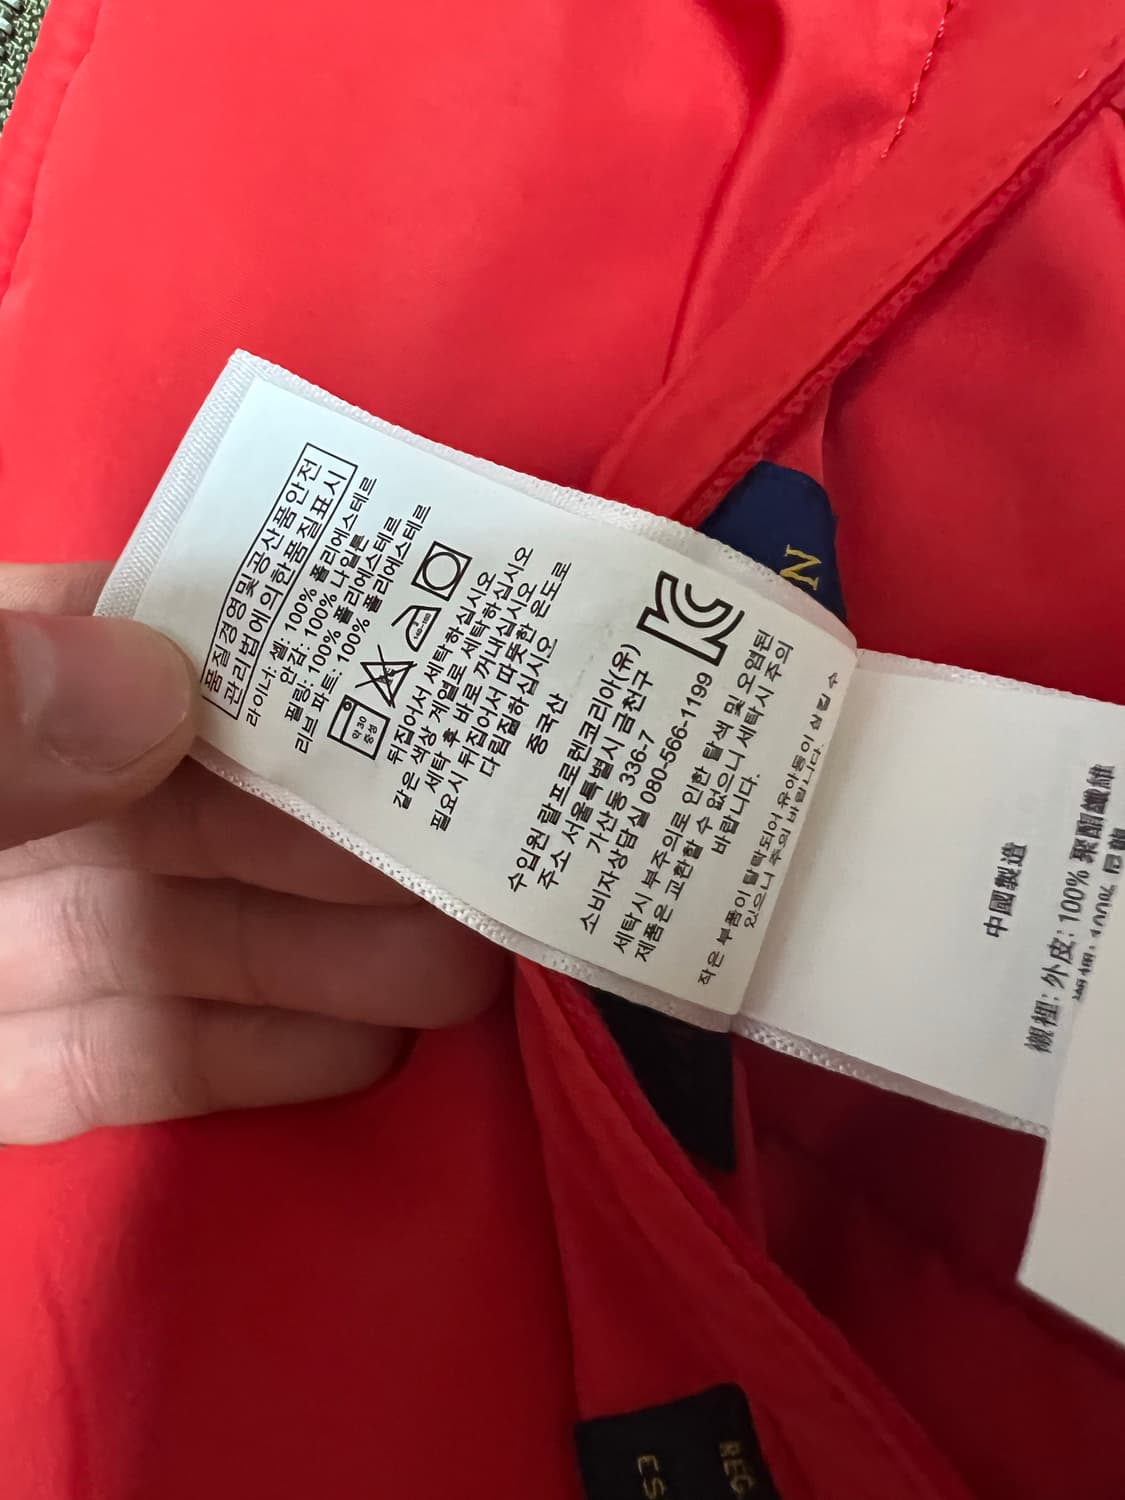 품질경영및공산품안전
관리법에의한품질표시
라이너: 셸: 100% 폴리에스테르
안감: 100% 나일론
필링: 100% 폴리에스테르
리브 파트: 100% 폴리에스테르
약 30
중성
뒤집어서 세탁하십시오
같은 색상 계열로 세탁하십시오
세탁 후 바로 꺼내십시오
필요시 뒤집어서 따뜻한 온도로
다림질하십시오
중국산
수입원 랄프로렌코리아(유)
주소 서울특별시 금천구
가산동 336-7
소비자상담실 080-566-1199
세탁시 부주의로 인한 탈색 및 오염된
제품은 교환할 수 없으니 세탁시 주의
바랍니다.
작은 부품이 탈락되어 유아동이 삼킬 수
있으니 주의 바랍니다.
中國製造
襯裡: 外皮: 100% 聚酯纖維
100%
N
REG
ES